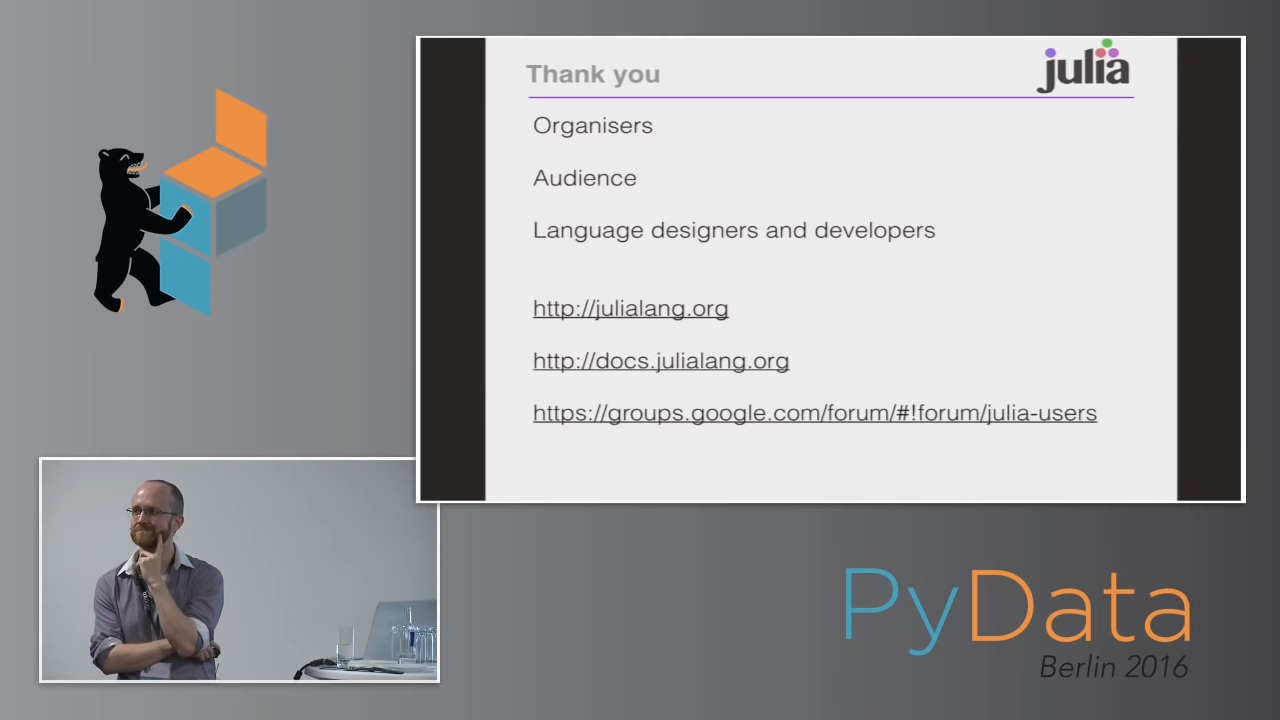 Thank you
julia
Organisers
Audience
Language designers and developers
http://julialang.org
http://docs.julialang.org
https://groups.google.com/forum/#!forum/julia-users
PyData
Berlin 2016